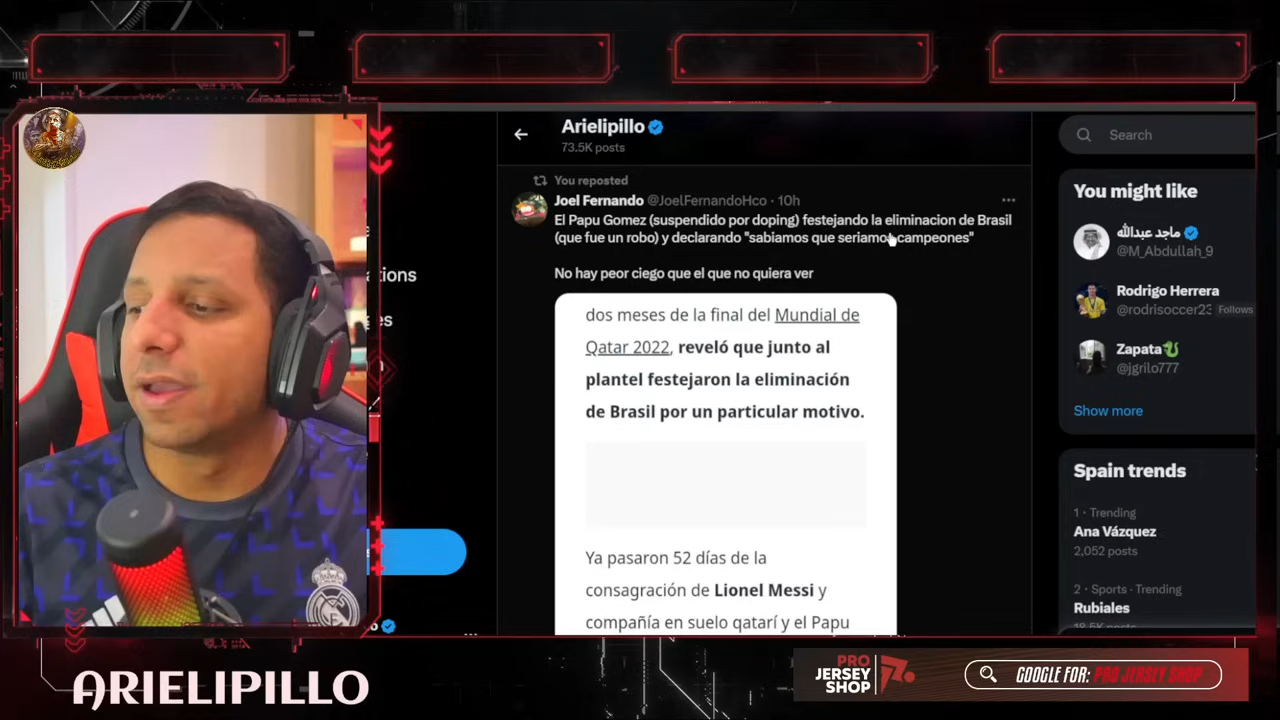 Arielipillo
73.5K posts
Search
You reposted
Joel Fernando @JoelFernandoHco · 10h
El Papu Gomez (suspendido por doping) festejando la eliminacion de Brasil
(que fue un robo) y declarando "sabiamos que seriamos campeones"
No hay peor ciego que el que no quiera ver
dos meses de la final del Mundial de
Qatar 2022, reveló que junto al
plantel festejaron la eliminación
de Brasil por un particular motivo.
Ya pasaron 52 días de la
consagración de Lionel Messi y
compañía en suelo qatarí y el Papu
You might like
ماجد عبدالله
@M_Abdullah_9
Rodrigo Herrera
@rodrisoccer23 Follows
Zapata
@jgrilo777
Show more
Spain trends
1 · Trending
Ana Vázquez
2,052 posts
2 · Sports · Trending
Rubiales
18.5K posts
ARIELIPILLO
PRO
JERSEY
SHOP
GOOGLE FOR: PRO JERSEY SHOP